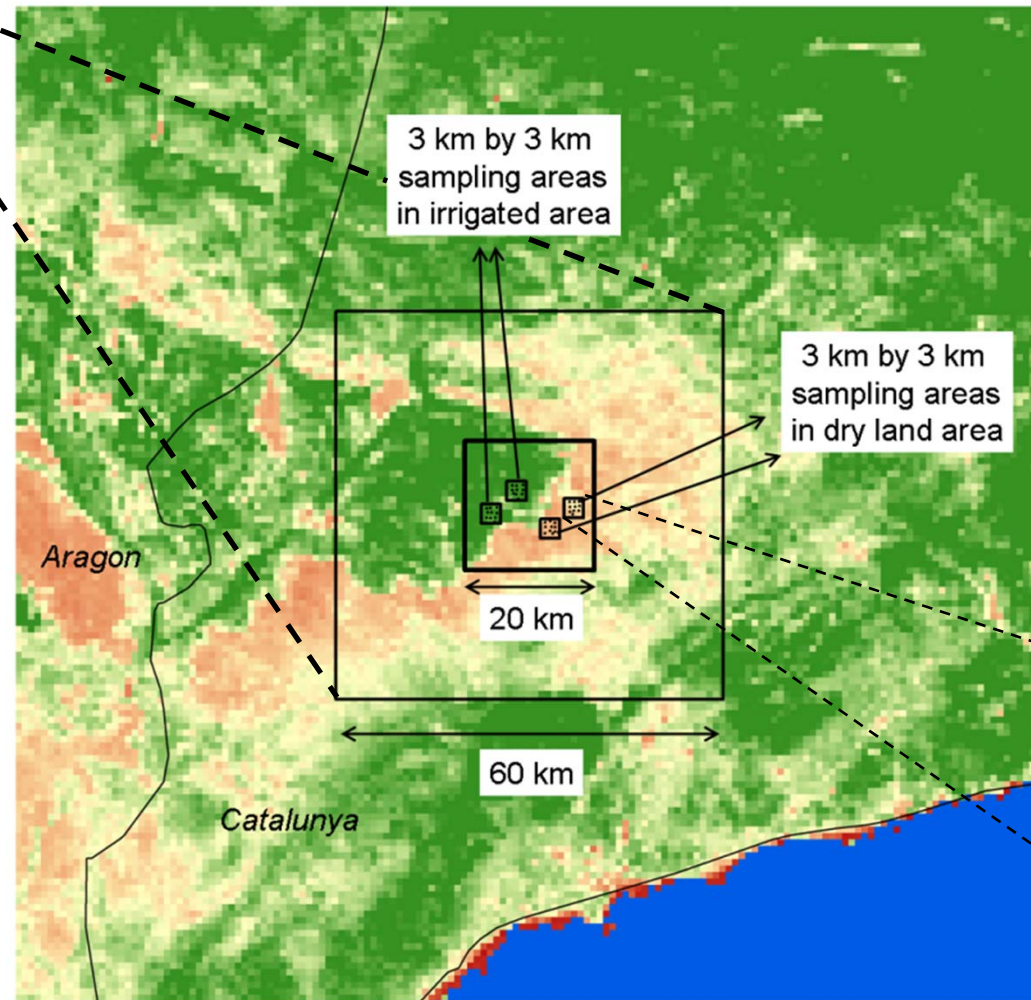 3 km by 3 km
sampling areas
in irrigated area
3 km by 3 km
sampling areas
in dry land area
Aragon
20 km
60 km
Catalunya